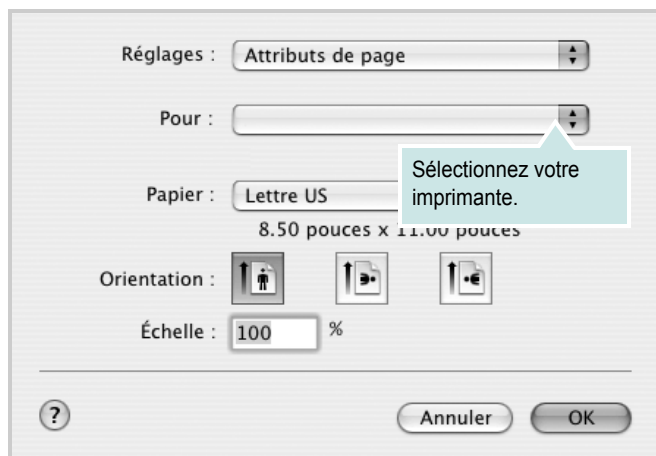 Réglages : Attributs de page
Pour :
Sélectionnez votre
imprimante.
Papier : Lettre US
8.50 pouces x 11.00 pouces
Orientation :
Échelle : 100 %
? Annuler OK